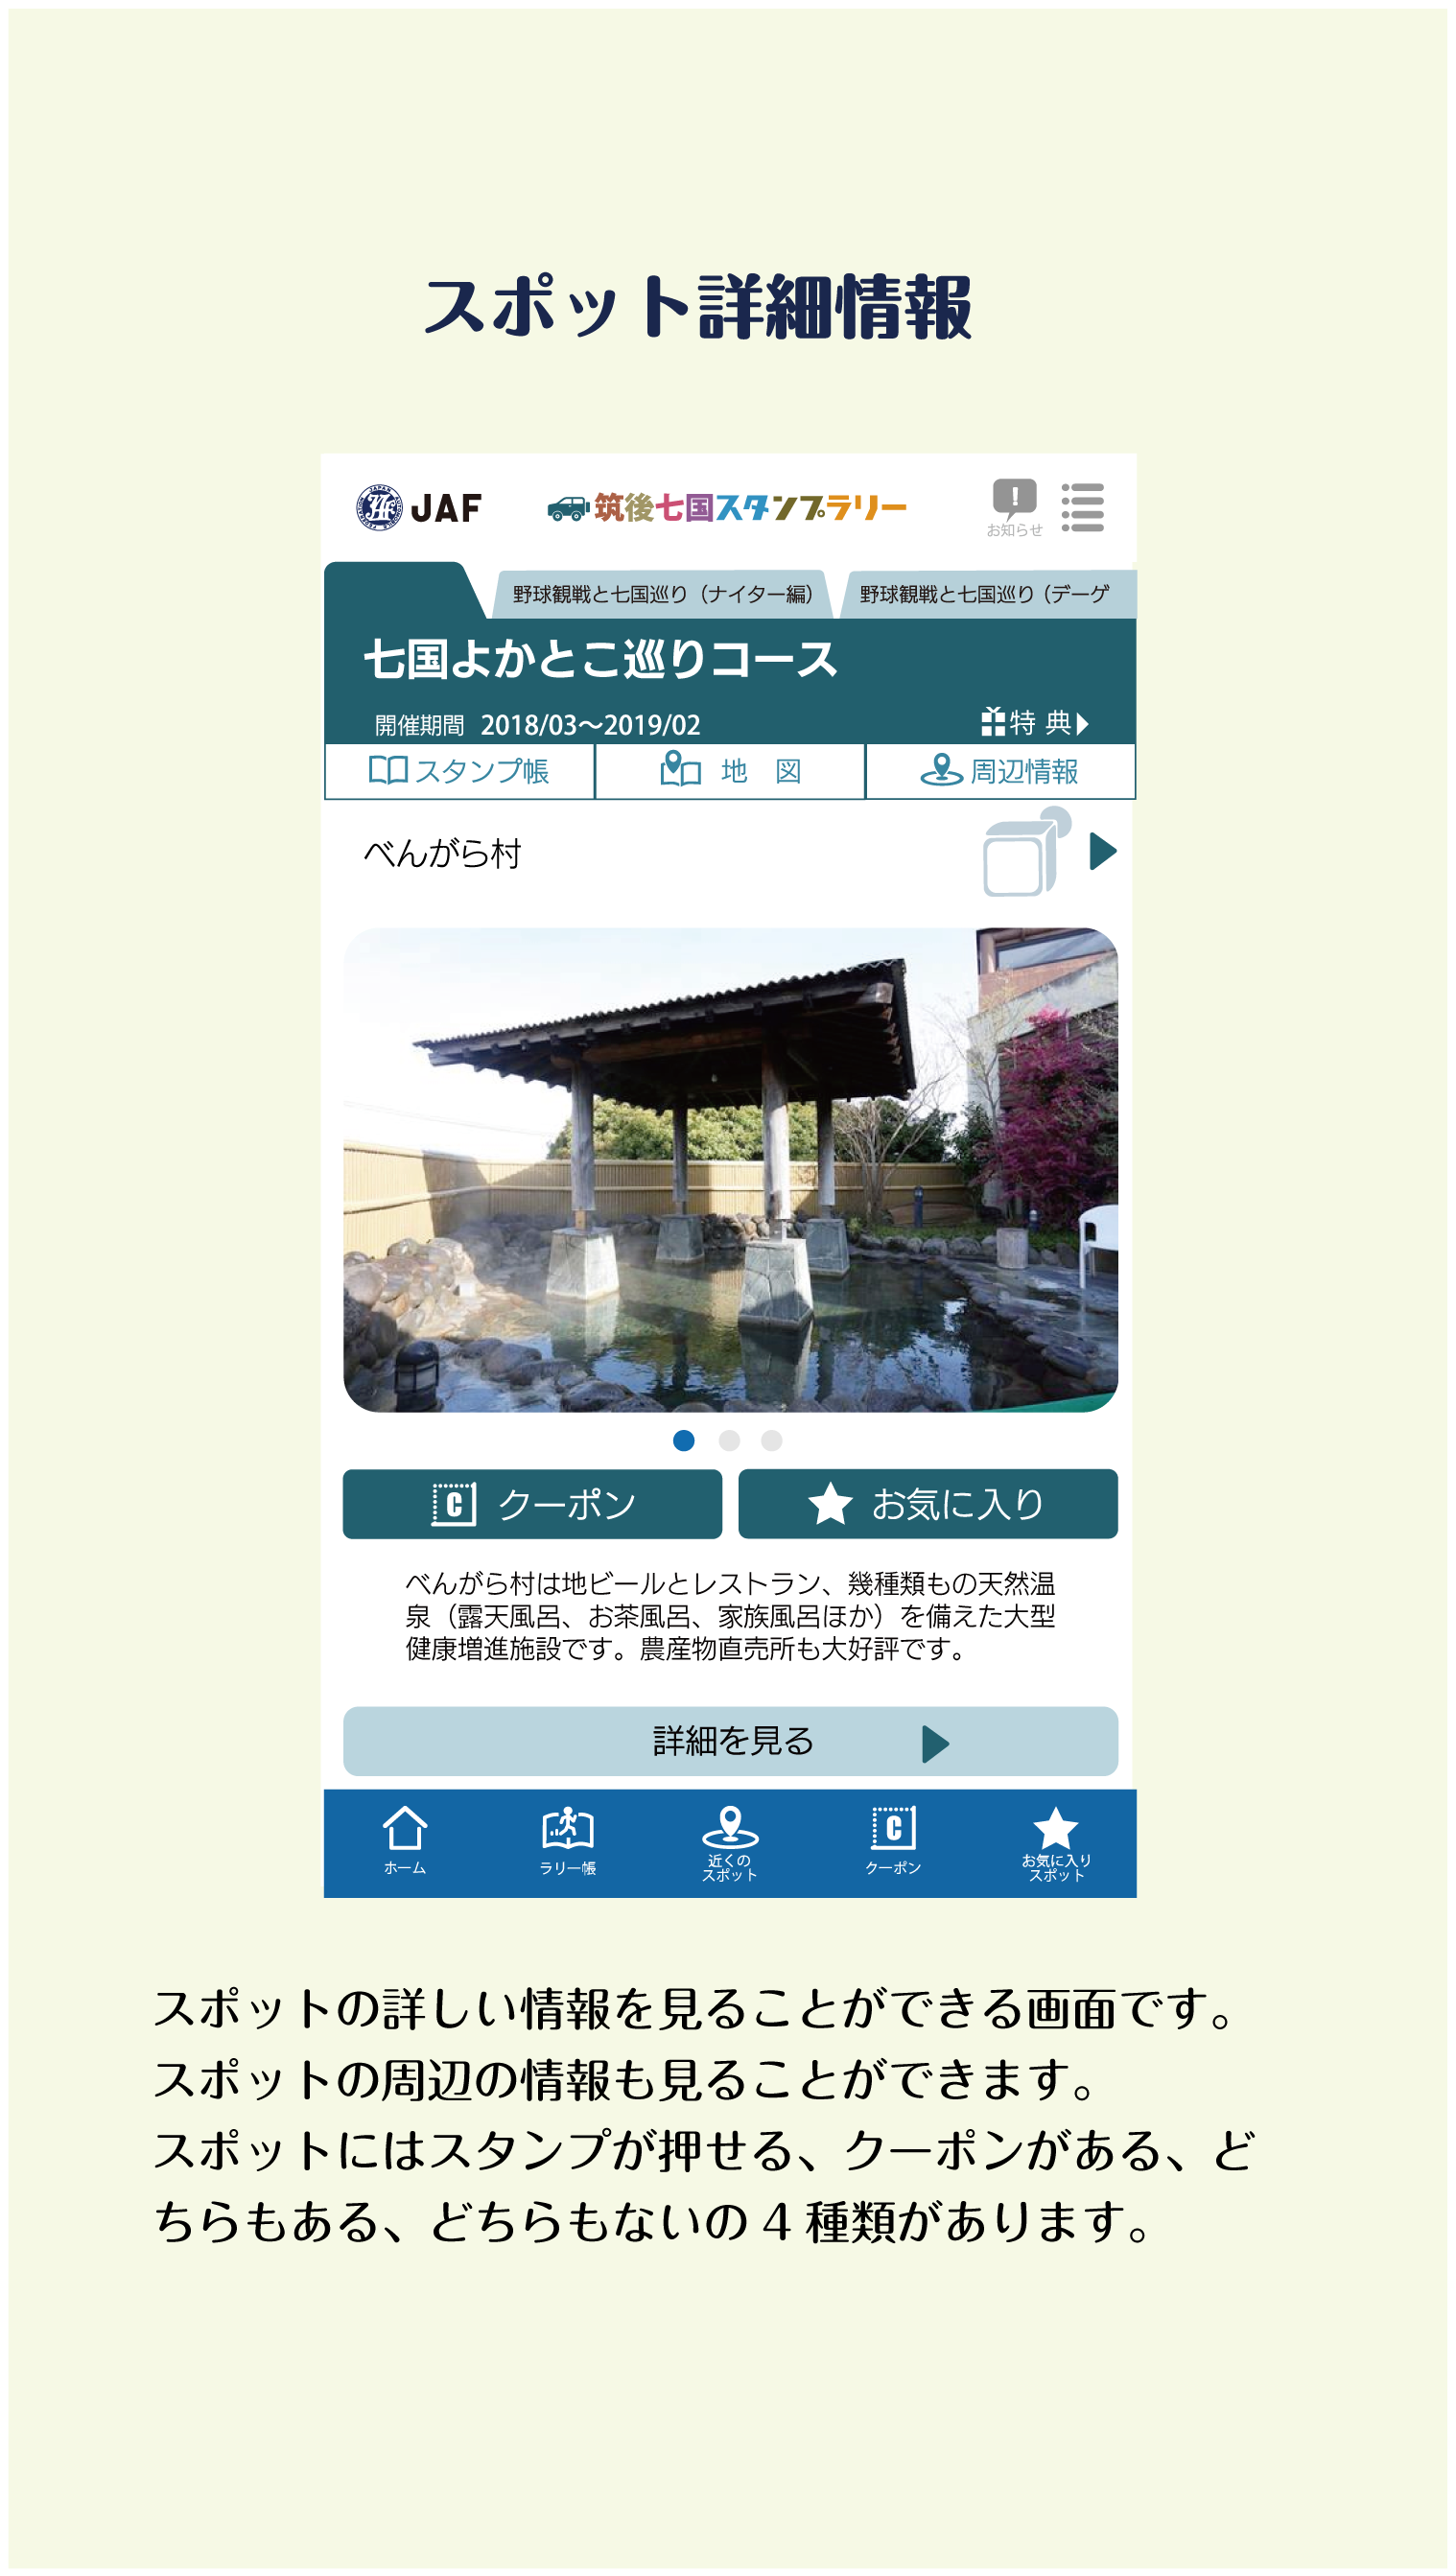 スポット詳細情報
JAF
筑後七国スタンプラリー
お知らせ
野球観戦と七国巡り（ナイター編）
野球観戦と七国巡り（デーゲ
七国よかとこ巡りコース
開催期間 2018/03～2019/02
特典
スタンプ帳
地 図
周辺情報
べんがら村
クーポン
お気に入り
べんがら村は地ビールとレストラン、幾種類もの天然温
泉（露天風呂、お茶風呂、家族風呂ほか）を備えた大型
健康増進施設です。農産物直売所も大好評です。
詳細を見る
ホーム
ラリー帳
近くの
スポット
クーポン
お気に入り
スポット
スポットの詳しい情報を見ることができる画面です。
スポットの周辺の情報も見ることができます。
スポットにはスタンプが押せる、クーポンがある、ど
ちらもある、どちらもないの 4 種類があります。